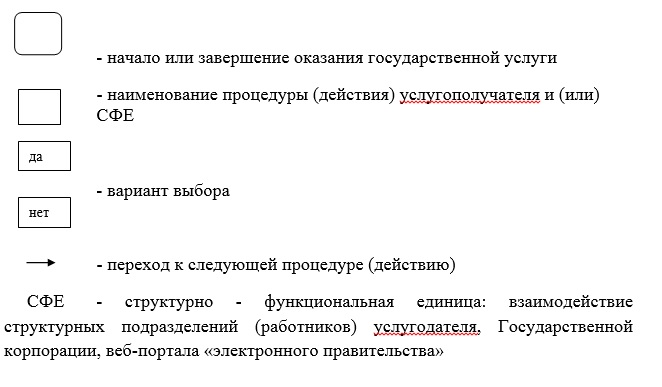 - начало или завершение оказания государственной услуги
- наименование процедуры (действия) услугополучателя и (или)
СФЕ
да
- вариант выбора
нет
- переход к следующей процедуре (действию)
СФЕ - структурно - функциональная единица: взаимодействие
структурных подразделений (работников) услугодателя, Государственной
корпорации, веб-портала «электронного правительства»